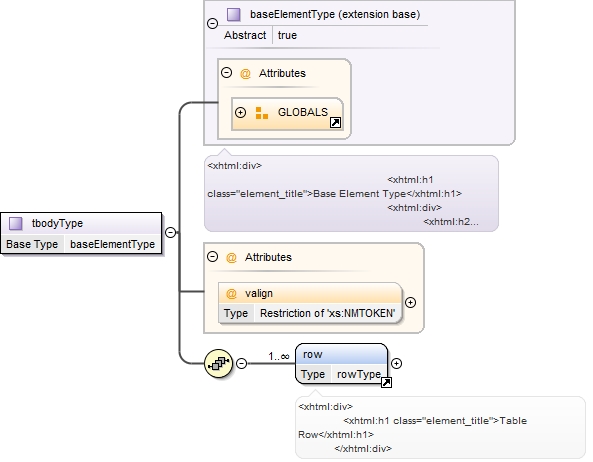 baseElementType (extension base)
Abstract true
@ Attributes
GLOBALS
<xhtml:div>
<xhtml:h1
class="element_title">Base Element Type</xhtml:h1>
<xhtml:div>
<xhtml:h2...
tbodyType
Base Type baseElementType
@ Attributes
@ valign
Type Restriction of 'xs:NMTOKEN'
1..∞
row
Type rowType
<xhtml:div>
<xhtml:h1 class="element_title">Table
Row</xhtml:h1>
</xhtml:div>